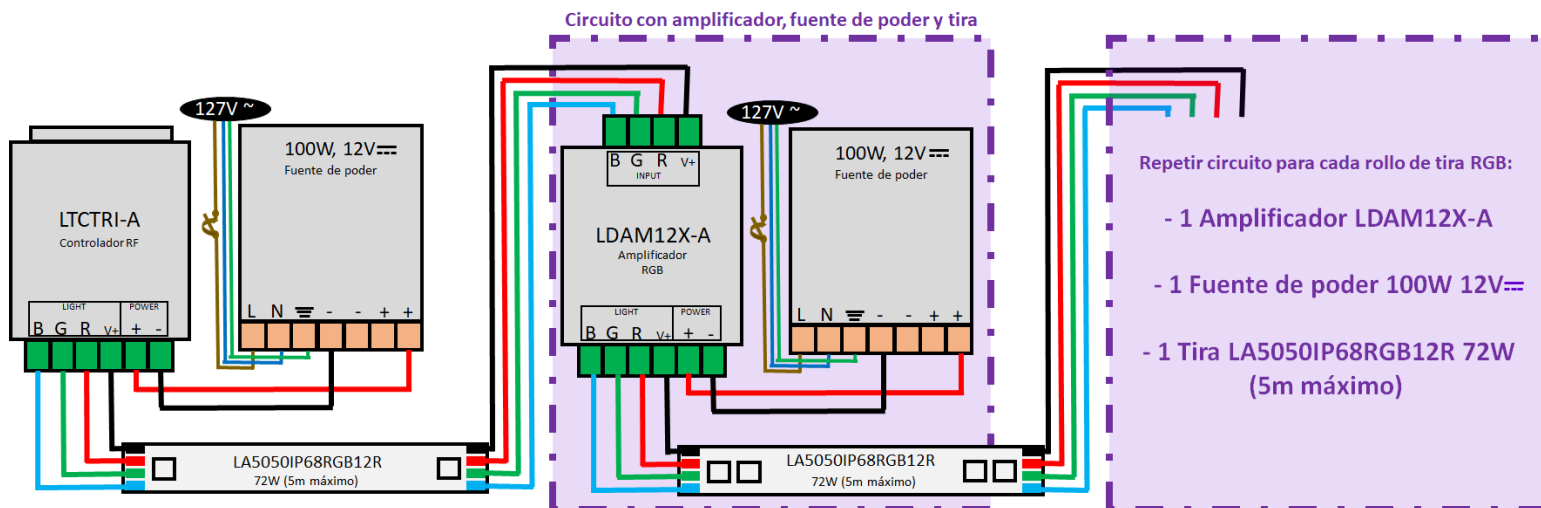 Circuito con amplificador, fuente de poder y tira
127V ~
100W, 12V
Fuente de poder
LTCTRI-A
Controlador RF
LIGHT POWER
B G R V+ + -
L N - - + +
LA5050IP68RGB12R
72W (5m máximo)
B G R V+
INPUT
LDAM12X-A
Amplificador
RGB
LIGHT POWER
B G R V+ + -
127V ~
100W, 12V
Fuente de poder
L N - - + +
LA5050IP68RGB12R
72W (5m máximo)
Repetir circuito para cada rollo de tira RGB:
- 1 Amplificador LDAM12X-A
- 1 Fuente de poder 100W 12V
- 1 Tira LA5050IP68RGB12R 72W
(5m máximo)